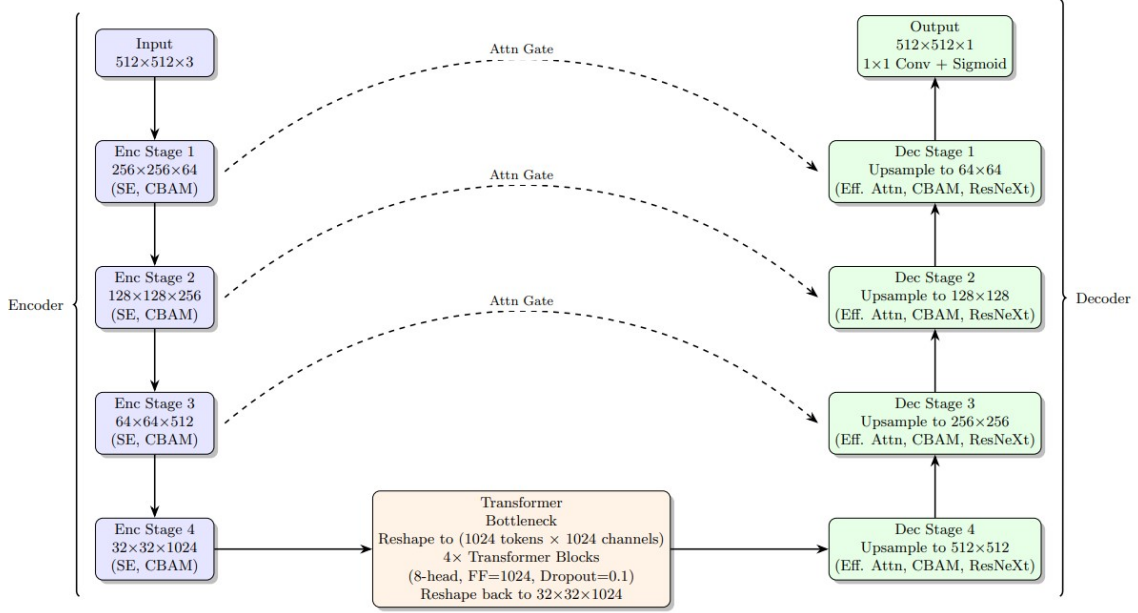 Encoder
Input
512×512×3
Enc Stage 1
256×256×64
(SE, CBAM)
Enc Stage 2
128×128×256
(SE, CBAM)
Enc Stage 3
64×64×512
(SE, CBAM)
Enc Stage 4
32×32×1024
(SE, CBAM)
Attn Gate
Attn Gate
Attn Gate
Transformer
Bottleneck
Reshape to (1024 tokens × 1024 channels)
4× Transformer Blocks
(8-head, FF=1024, Dropout=0.1)
Reshape back to 32×32×1024
Output
512×512×1
1×1 Conv + Sigmoid
Dec Stage 1
Upsample to 64×64
(Eff. Attn, CBAM, ResNeXt)
Dec Stage 2
Upsample to 128×128
(Eff. Attn, CBAM, ResNeXt)
Dec Stage 3
Upsample to 256×256
(Eff. Attn, CBAM, ResNeXt)
Dec Stage 4
Upsample to 512×512
(Eff. Attn, CBAM, ResNeXt)
Decoder